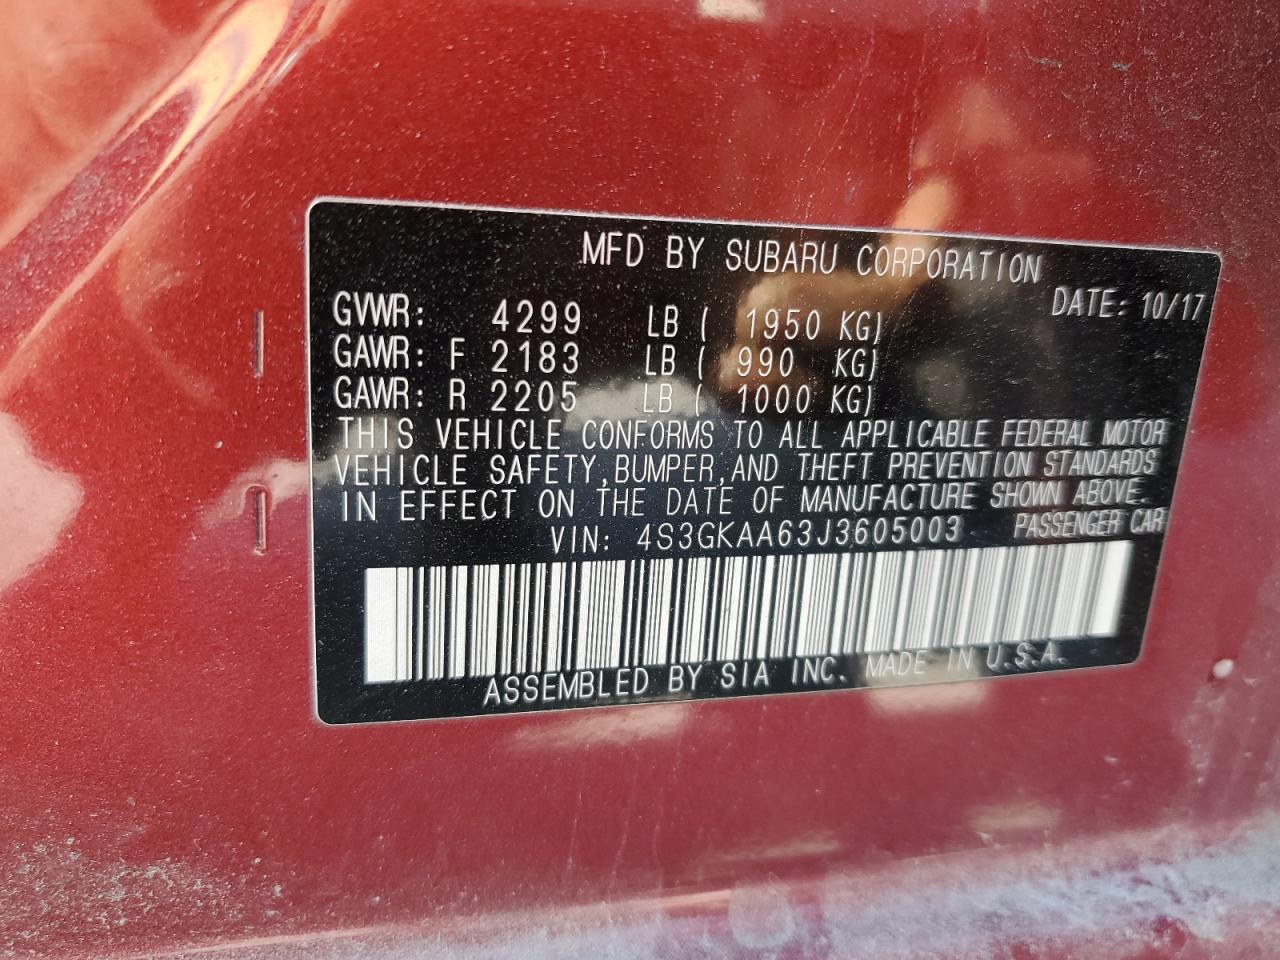 MFD BY SUBARU CORPORATION
DATE: 10/17
GVWR: 4299 LB ( 1950 KG)
GAWR: F 2183 LB ( 990 KG)
GAWR: R 2205 LB ( 1000 KG)
THIS VEHICLE CONFORMS TO ALL APPLICABLE FEDERAL MOTOR
VEHICLE SAFETY, BUMPER, AND THEFT PREVENTION STANDARDS
IN EFFECT ON THE DATE OF MANUFACTURE SHOWN ABOVE.
VIN: 4S3GKAA63J3605003 PASSENGER CAR
ASSEMBLED BY SIA INC. MADE IN U.S.A.